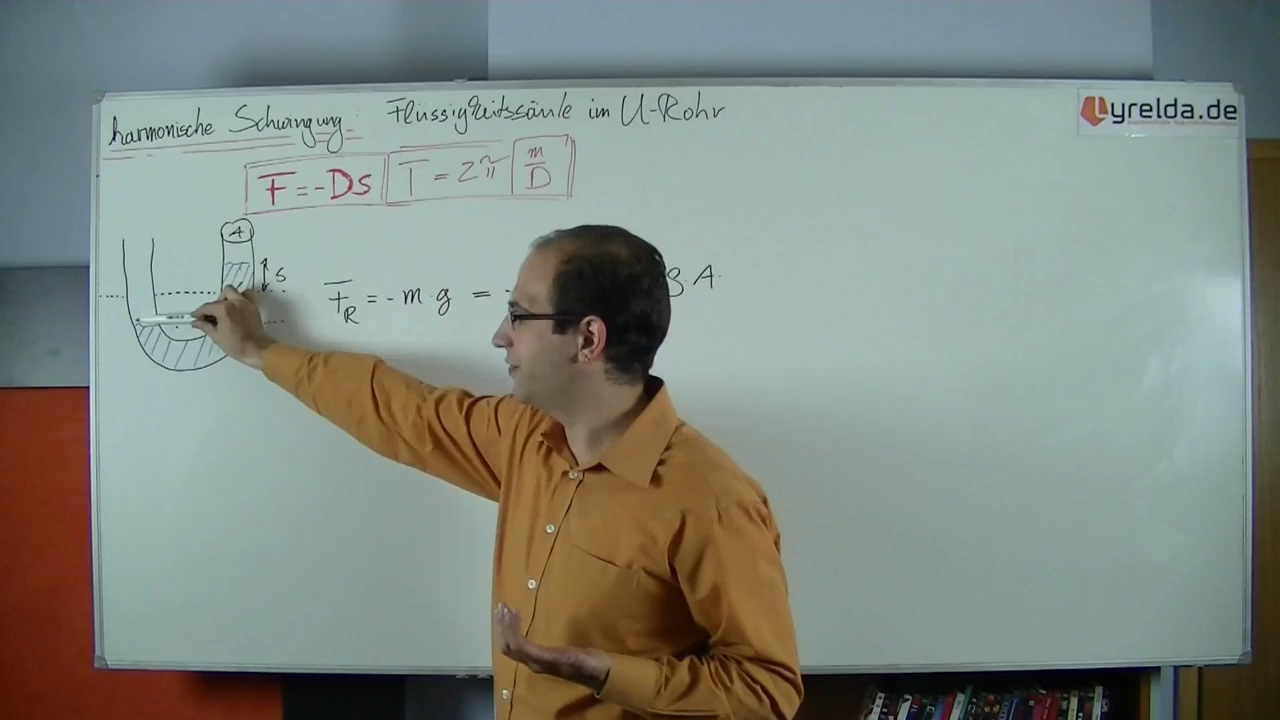 harmonische Schwingung: Flüssigkeitssäule im U-Rohr
Lyrelda.de
F = -Ds T = 2π m/D
A
s
F_R = -m·g = - g A.